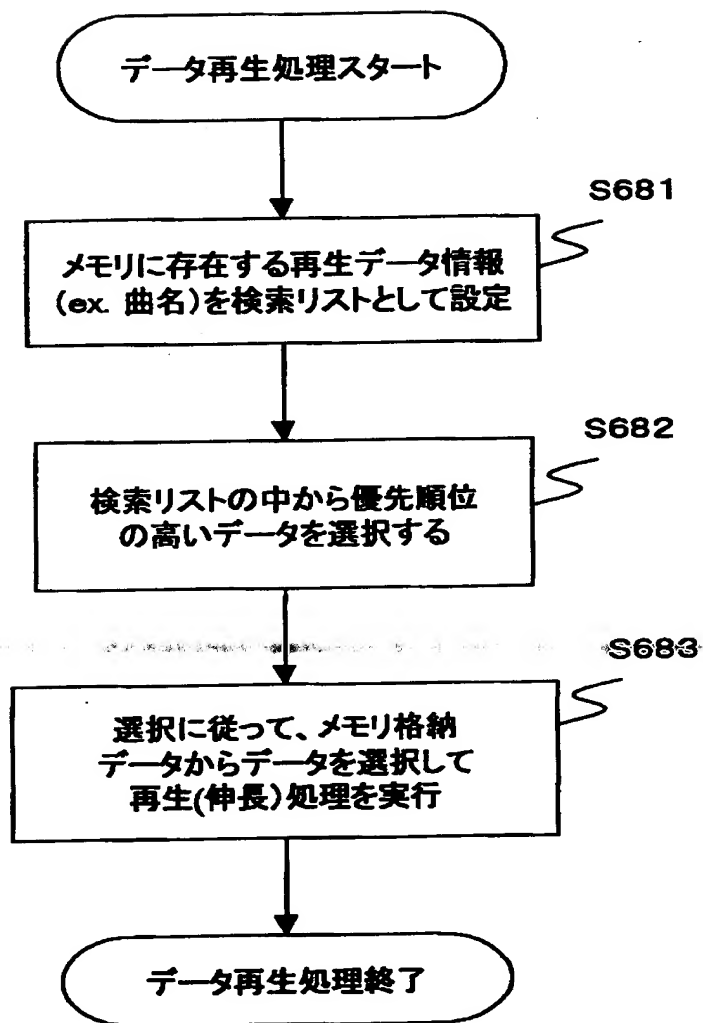 データ再生処理スタート
S681
メモリに存在する再生データ情報
(ex. 曲名)を検索リストとして設定
S682
検索リストの中から優先順位
の高いデータを選択する
S683
選択に従って、メモリ格納
データからデータを選択して
再生(伸長)処理を実行
データ再生処理終了